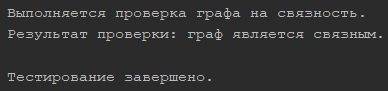 Выполняется проверка графа на связность.
Результат проверки: граф является связным.
Тестирование завершено.